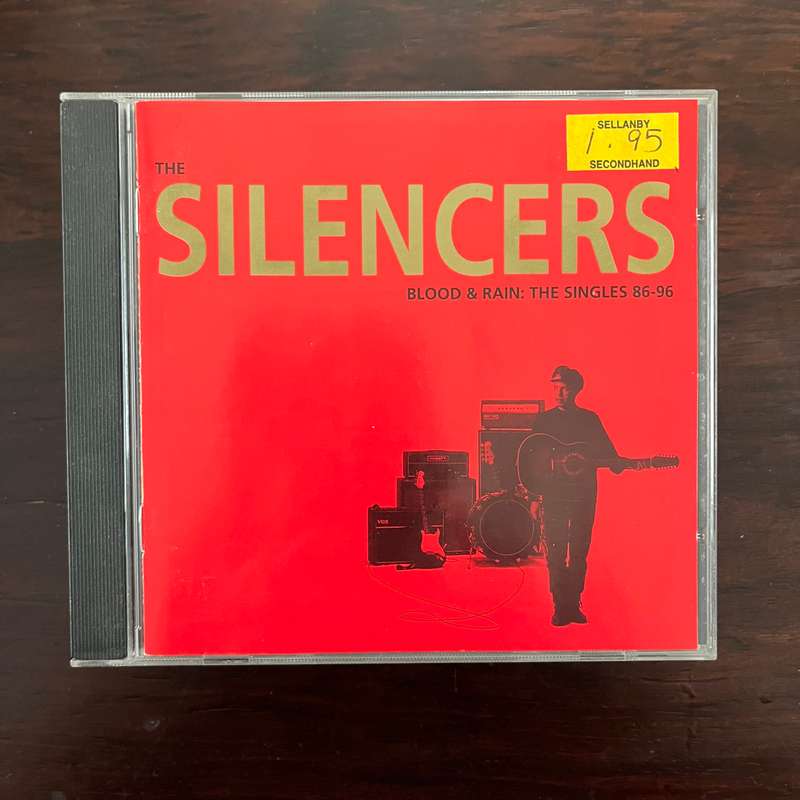 SELLANBY
1.95
SECONDHAND
THE
SILENCERS
BLOOD & RAIN: THE SINGLES 86-96
VOX